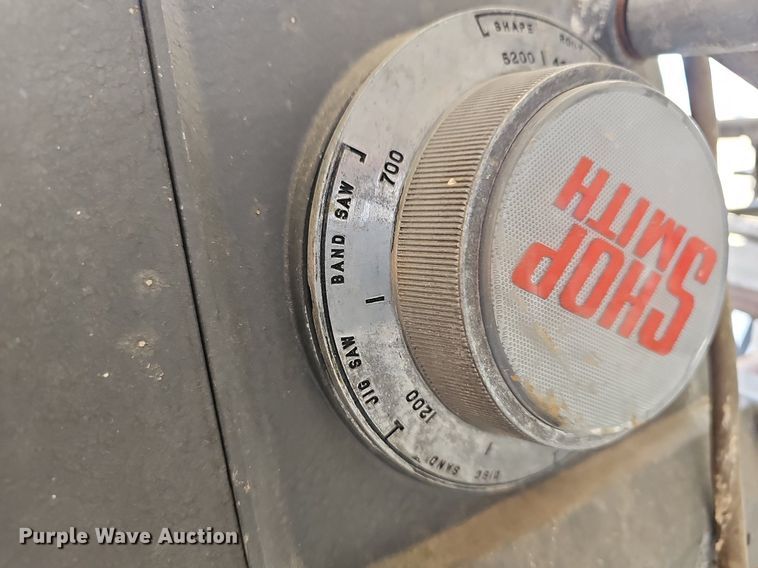 SHOP
SMITH
SHAPE
5200
700
BAND SAW
JIG SAW
1200
DISC SAND
Purple Wave Auction